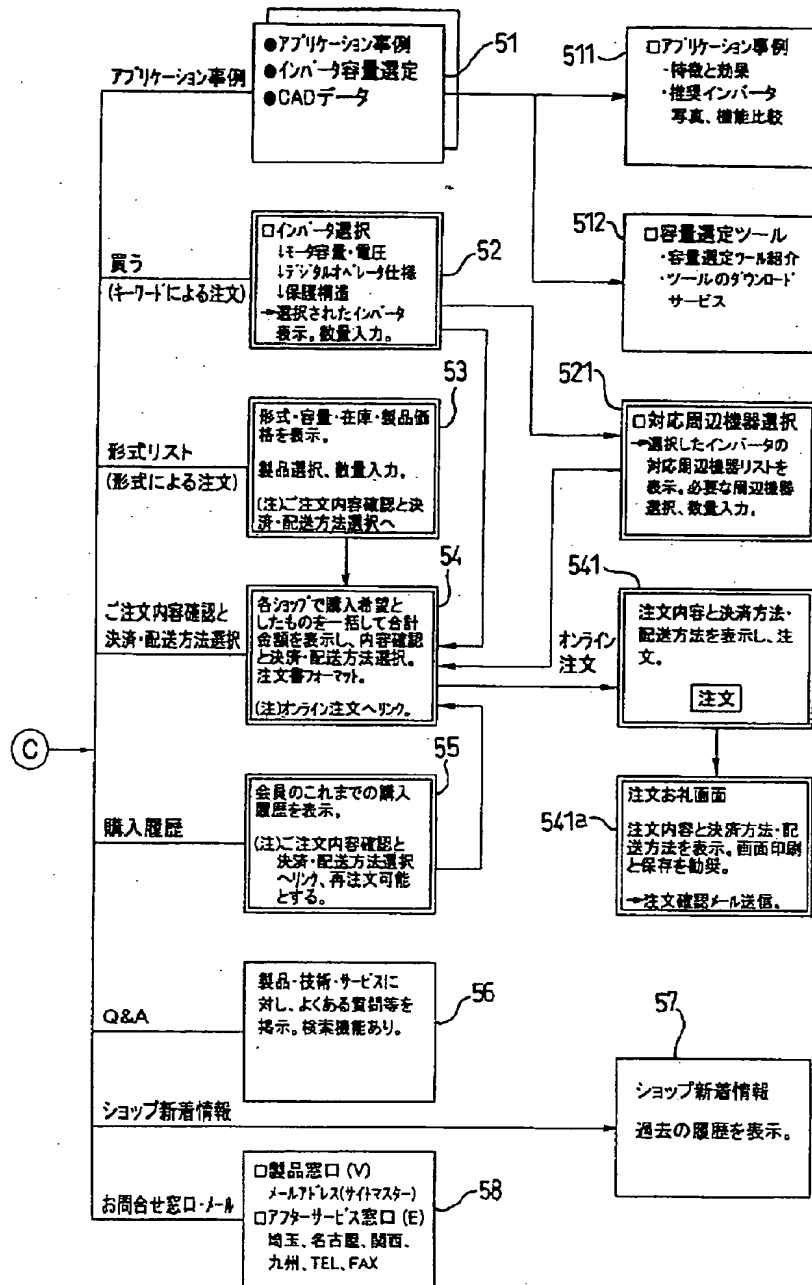 アプリケーション事例
●アプリケーション事例
●インバータ容量選定
●CADデータ
51
511
□アプリケーション事例
・特徴と効果
・推奨インバータ
写真、機能比較
512
□容量選定ツール
・容量選定ツール紹介
・ツールのダウンロード
サービス
買う
(キーワードによる注文)
□インバータ選択
↓モータ容量・電圧
↓デジタルオペレータ仕様
↓保護構造
→選択されたインバータ
表示。数量入力。
52
521
□対応周辺機器選択
→選択したインバータの
対応周辺機器リストを
表示。必要な周辺機器
選択、数量入力。
形式リスト
(形式による注文)
形式・容量・在庫・製品価
格を表示。
製品選択、数量入力。
(注)ご注文内容確認と決
済・配送方法選択へ
53
ご注文内容確認と
決済・配送方法選択
各ショップで購入希望と
したものを一括して合計
金額を表示し、内容確認
と決済・配送方法選択。
注文書フォーマット。
(注)オンライン注文へリンク。
54
オンライン
注文
541
注文内容と決済方法・
配送方法を表示し、注
文。
注文
C
購入履歴
会員のこれまでの購入
履歴を表示。
(注)ご注文内容確認と
決済・配送方法選択
へリンク、再注文可能
とする。
55
541a
注文お礼画面
注文内容と決済方法・配
送方法を表示。画面印刷
と保存を勧奨。
→注文確認メール送信。
Q&A
製品・技術・サービスに
対し、よくある質問等を
掲示。検索機能あり。
56
ショップ新着情報
57
ショップ新着情報
過去の履歴を表示。
お問合せ窓口・メール
□製品窓口(V)
メールアドレス(サイトマスター)
□アフターサービス窓口(E)
埼玉、名古屋、関西、
九州、TEL、FAX
58